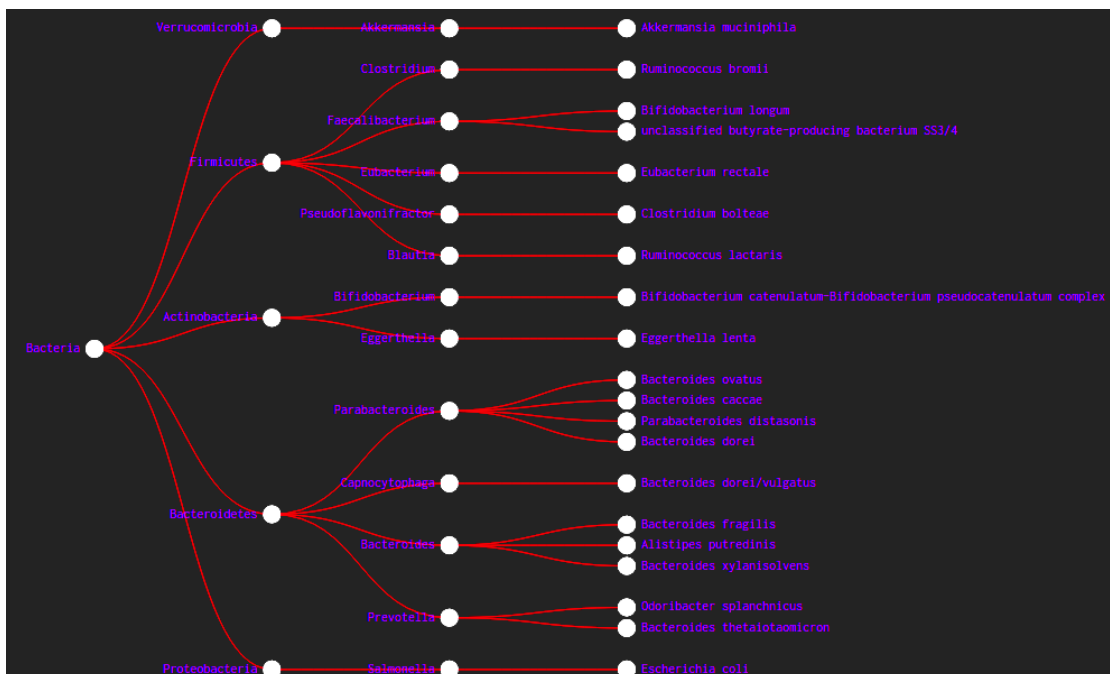 Verrucomicrobia Akkermansia Akkermansia muciniphila
Clostridium Ruminococcus bromii
Bifidobacterium longum
Faecalibacterium
unclassified butyrate-producing bacterium SS3/4
Firmicutes
Eubacterium Eubacterium rectale
Pseudoflavonifractor Clostridium bolteae
Blautia Ruminococcus lactaris
Bifidobacterium Bifidobacterium catenulatum-Bifidobacterium pseudocatenulatum complex
Actinobacteria
Eggerthella Eggerthella lenta
Bacteria
Bacteroides ovatus
Bacteroides caccae
Parabacteroides
Parabacteroides distasonis
Bacteroides dorei
Capnocytophaga Bacteroides dorei/vulgatus
Bacteroidetes
Bacteroides fragilis
Bacteroides Alistipes putredinis
Bacteroides xylanisolvens
Odoribacter splanchnicus
Prevotella
Bacteroides thetaiotaomicron
Proteobacteria Salmonella Escherichia coli